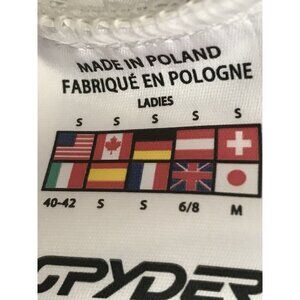 MADE IN POLAND
FABRIQUÉ EN POLOGNE
LADIES
S S S S S
40-42 S S 6/8 M
SPYDER